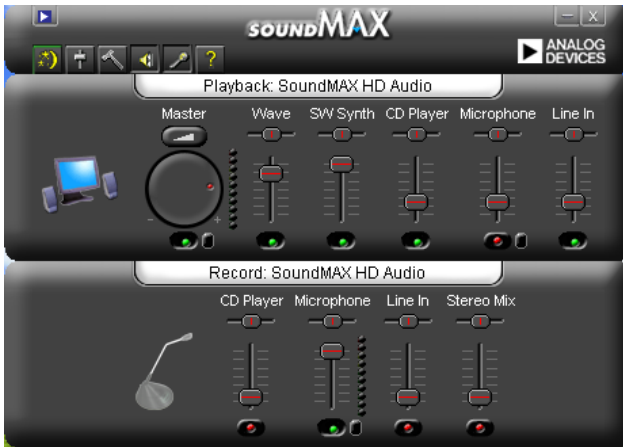 SOUNDMAX
ANALOG
DEVICES
Playback: SoundMAX HD Audio
Master Wave SW Synth CD Player Microphone Line In
- +
Record: SoundMAX HD Audio
CD Player Microphone Line In Stereo Mix